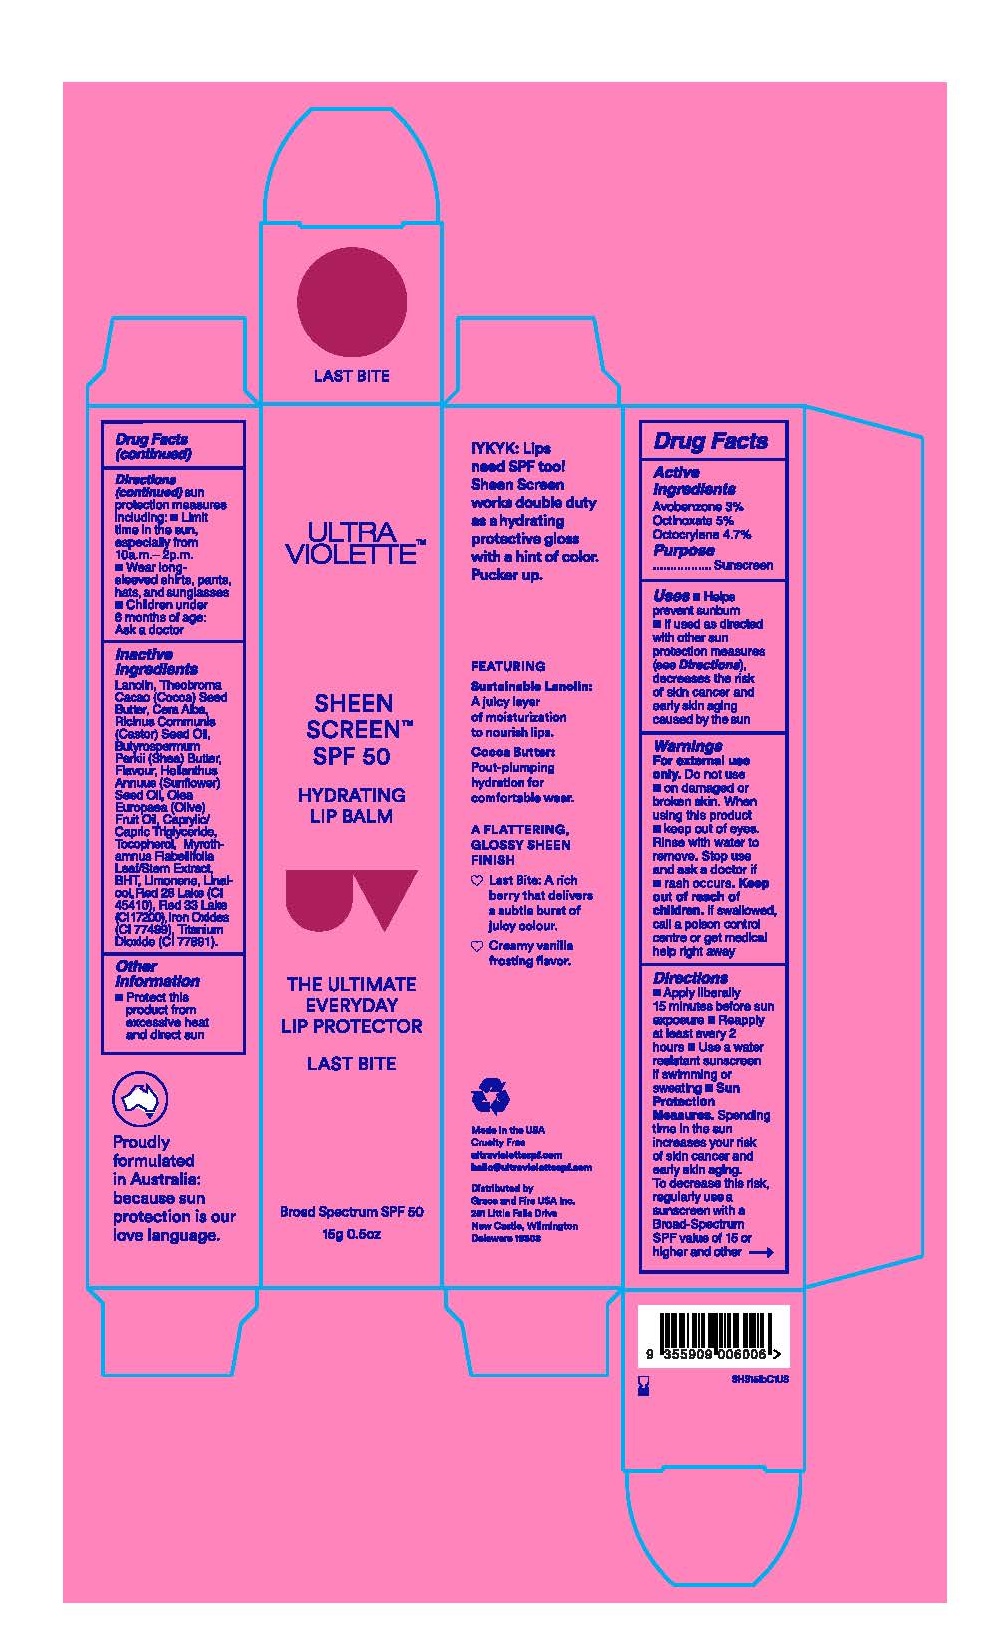 LAST BITE
Drug Facts
(continued)
Directions
(continued) sun
protection measures
including: ■ Limit
time in the sun,
especially from
10a.m.– 2p.m.
■ Wear long-
sleeved shirts, pants,
hats, and sunglasses
■ Children under
6 months of age:
Ask a doctor
Inactive
Ingredients
Lanolin, Theobroma
Cacao (Cocoa) Seed
Butter, Cera Alba,
Ricinus Communis
(Castor) Seed Oil,
Butyrospermum
Parkii (Shea) Butter,
Flavour, Helianthus
Annuus (Sunflower)
Seed Oil, Olea
Europaea (Olive)
Fruit Oil, Caprylic/
Capric Triglyceride,
Tocopherol, Myroth-
amnus Flabellifolia
Leaf/Stem Extract,
BHT, Limonene, Linal-
ool, Red 28 Lake (CI
45410), Red 33 Lake
(CI 17200), Iron Oxides
(CI 77499), Titanium
Dioxide (CI 77891).
Other
Information
■ Protect this
product from
excessive heat
and direct sun
Proudly
formulated
in Australia:
because sun
protection is our
love language.
ULTRA
VIOLETTE™
SHEEN
SCREEN™
SPF 50
HYDRATING
LIP BALM
THE ULTIMATE
EVERYDAY
LIP PROTECTOR
LAST BITE
Broad Spectrum SPF 50
15g 0.5oz
IYKYK: Lips
need SPF too!
Sheen Screen
works double duty
as a hydrating
protective gloss
with a hint of color.
Pucker up.
FEATURING
Sustainable Lanolin:
A juicy layer
of moisturization
to nourish lips.
Cocoa Butter:
Pout-plumping
hydration for
comfortable wear.
A FLATTERING,
GLOSSY SHEEN
FINISH
♡ Last Bite: A rich
berry that delivers
a subtle burst of
juicy colour.
♡ Creamy vanilla
frosting flavor.
Made in the USA
Cruelty Free
ultraviolettespf.com
hello@ultraviolettespf.com
Distributed by
Grace and Fire USA Inc.
251 Little Falls Drive
New Castle, Wilmington
Delaware
Drug Facts
Active
Ingredients
Avobenzone 3%
Octinoxate 5%
Octocrylene 4.7%
Purpose
.................. Sunscreen
Uses ■ Helps
prevent sunburn
■ If used as directed
with other sun
protection measures
(see Directions),
decreases the risk
of skin cancer and
early skin aging
caused by the sun
Warnings
For external use
only. Do not use
■ on damaged or
broken skin. When
using this product
■ keep out of eyes.
Rinse with water to
remove. Stop use
and ask a doctor if
■ rash occurs. Keep
out of reach of
children. If swallowed,
call a poison control
centre or get medical
help right away
Directions
■ Apply liberally
15 minutes before sun
exposure ■ Reapply
at least every 2
hours ■ Use a water
resistant sunscreen
if swimming or
sweating ■ Sun
Protection
Measures. Spending
time in the sun
increases your risk
of skin cancer and
early skin aging.
To decrease this risk,
regularly use a
sunscreen with a
Broad-Spectrum
SPF value of 15 or
higher and other →
9 355909 006006 >